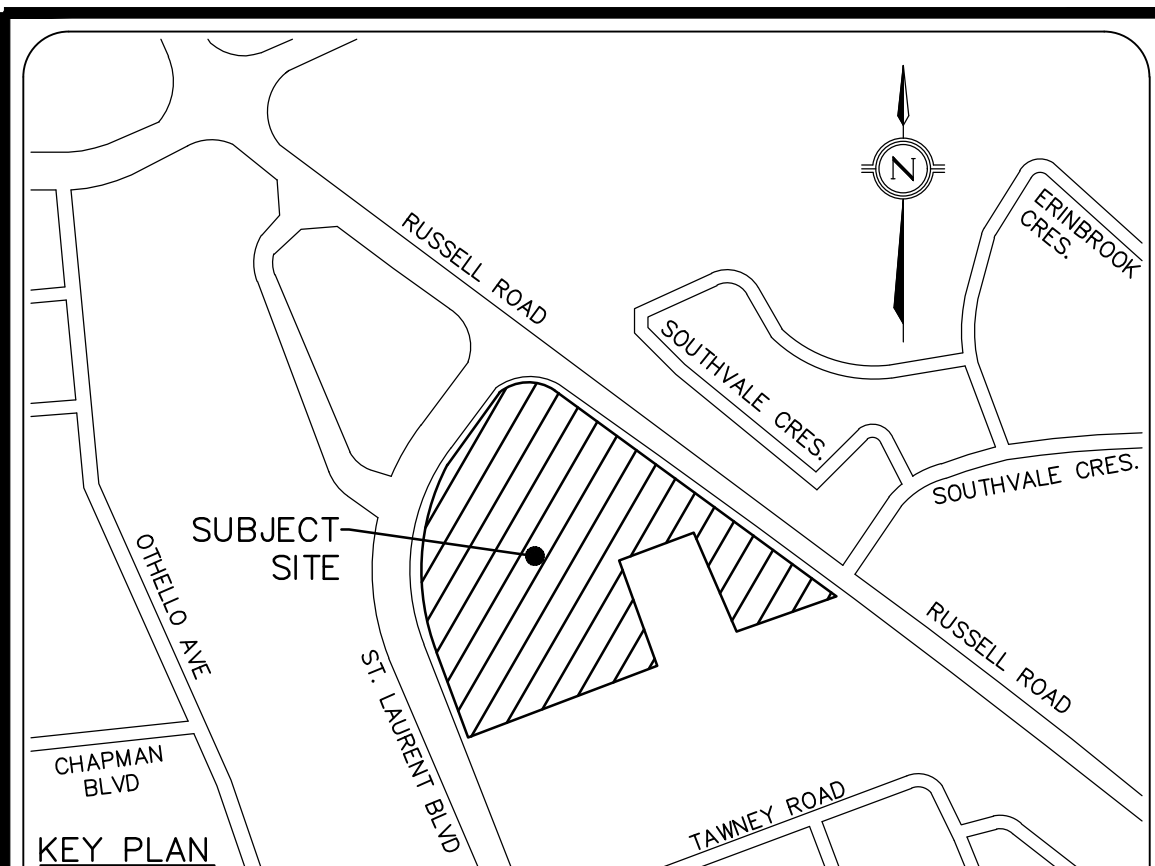 N
RUSSELL ROAD
ERINBROOK
CRES.
SOUTHVALE CRES.
SOUTHVALE CRES.
SUBJECT
SITE
OTHELLO AVE
RUSSELL ROAD
ST. LAURENT BLVD
CHAPMAN
BLVD
TAWNEY ROAD
KEY PLAN